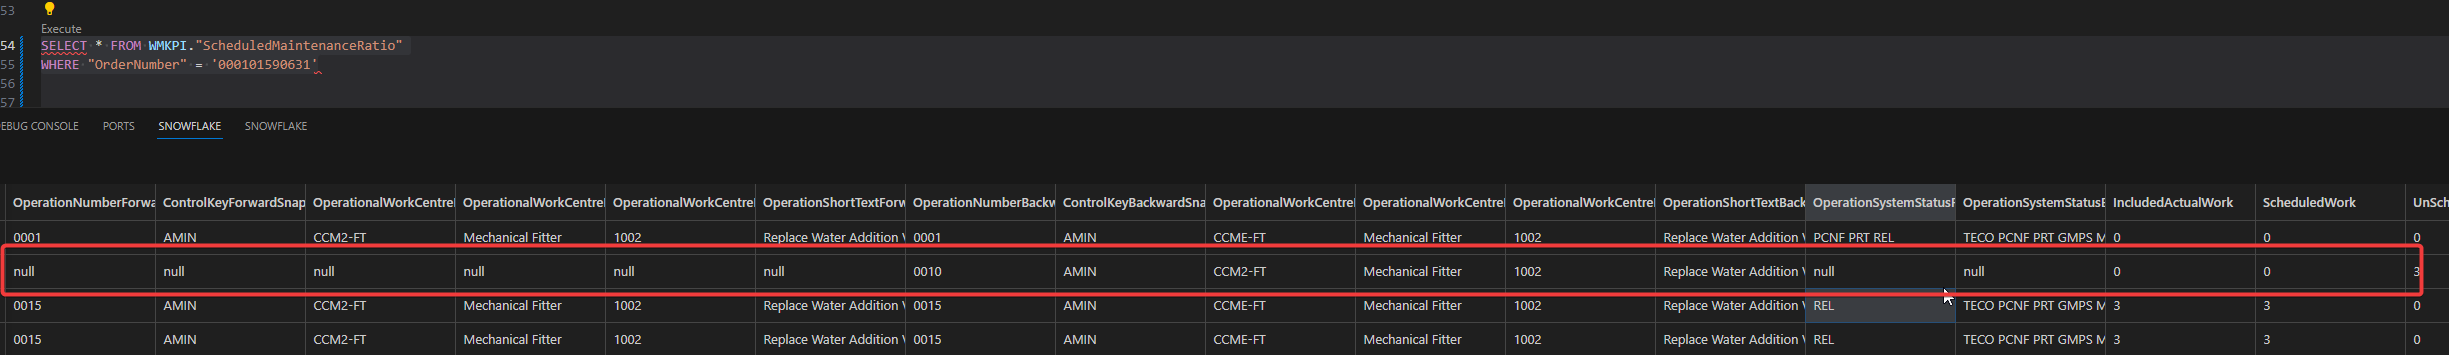 53
Execute
54 SELECT * FROM WMKPI."ScheduledMaintenanceRatio"
55 WHERE "OrderNumber" = '000101590631'
56
57
EBUG CONSOLE PORTS SNOWFLAKE SNOWFLAKE
OperationNumberForwa ControlKeyForwardSnap OperationalWorkCentrel OperationalWorkCentrel OperationalWorkCentrel OperationShortTextForw OperationNumberBackw ControlKeyBackwardSna OperationalWorkCentrel OperationalWorkCentrel OperationalWorkCentrel OperationShortTextBack OperationSystemStatusF OperationSystemStatusE IncludedActualWork ScheduledWork UnSch
0001 AMIN CCM2-FT Mechanical Fitter 1002 Replace Water Addition V 0001 AMIN CCME-FT Mechanical Fitter 1002 Replace Water Addition V PCNF PRT REL TECO PCNF PRT GMPS M 0 0 0
null null null null null null 0010 AMIN CCM2-FT Mechanical Fitter 1002 Replace Water Addition V null null 0 0 3
0015 AMIN CCM2-FT Mechanical Fitter 1002 Replace Water Addition V 0015 AMIN CCME-FT Mechanical Fitter 1002 Replace Water Addition V REL TECO PCNF PRT GMPS M 3 3 0
0015 AMIN CCM2-FT Mechanical Fitter 1002 Replace Water Addition V 0015 AMIN CCME-FT Mechanical Fitter 1002 Replace Water Addition V REL TECO PCNF PRT GMPS M 3 3 0